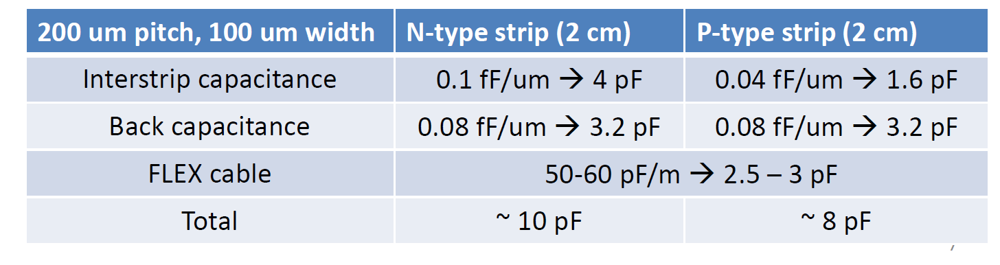 200 um pitch, 100 um width N-type strip (2 cm) P-type strip (2 cm)
Interstrip capacitance 0.1 fF/um → 4 pF 0.04 fF/um → 1.6 pF
Back capacitance 0.08 fF/um → 3.2 pF 0.08 fF/um → 3.2 pF
FLEX cable 50-60 pF/m → 2.5 – 3 pF
Total ~ 10 pF ~ 8 pF